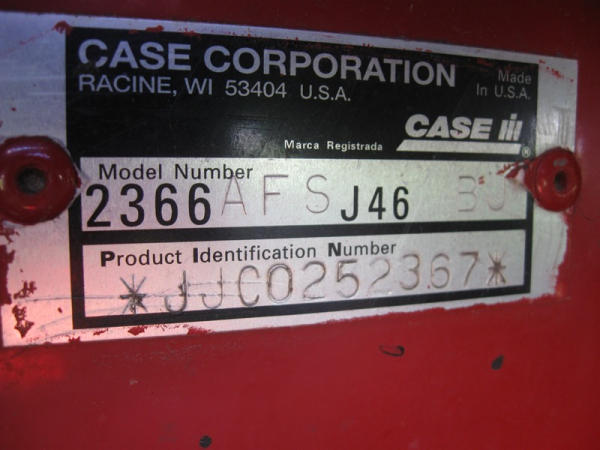 CASE CORPORATION
RACINE, WI 53404 U.S.A.
Made
In U.S.A.
Marca Registrada
CASE IH
®
Model Number
2366 AFS J46 BJ
Product Identification Number
*JJC0252367*